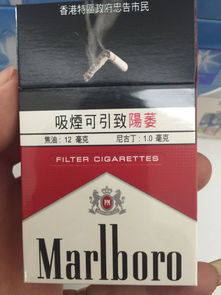 香港特區政府忠告市民
吸煙可引致陽萎
焦油：12 毫克 尼古丁：1.0 毫克
FILTER CIGARETTES
PM
Marlboro